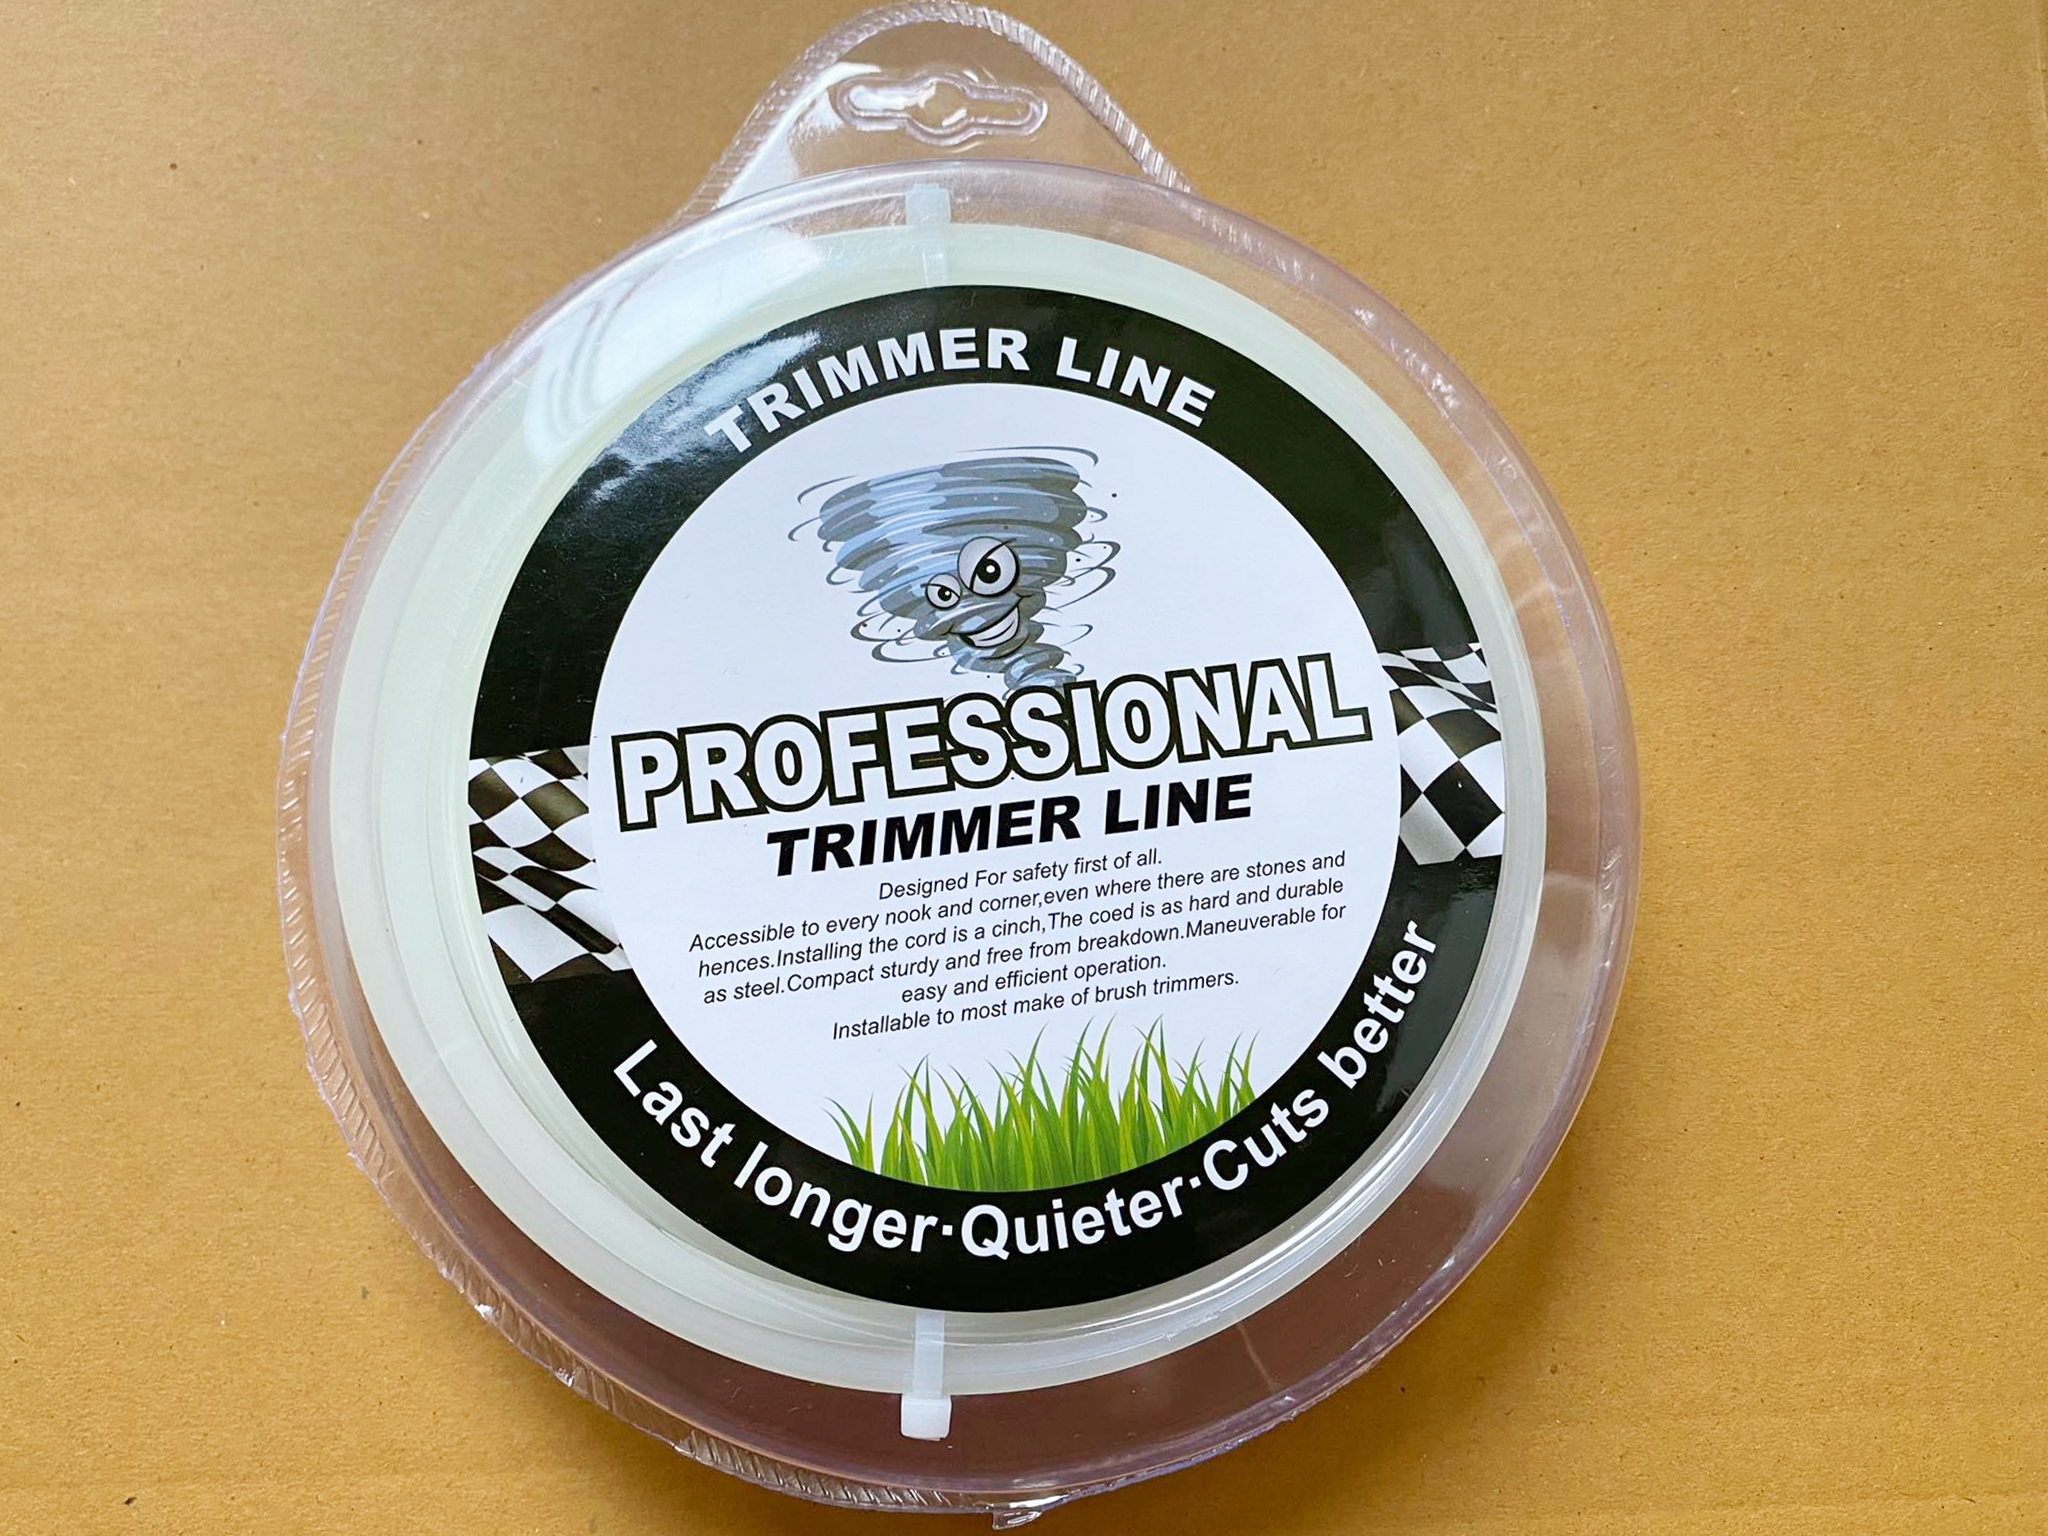 TRIMMER LINE
PROFESSIONAL
TRIMMER LINE
Designed For safety first of all.
Accessible to every nook and corner,even where there are stones and
hences.Installing the cord is a cinch,The coed is as hard and durable
as steel.Compact sturdy and free from breakdown.Maneuverable for
easy and efficient operation.
Installable to most make of brush trimmers.
Last longer·Quieter·Cuts better